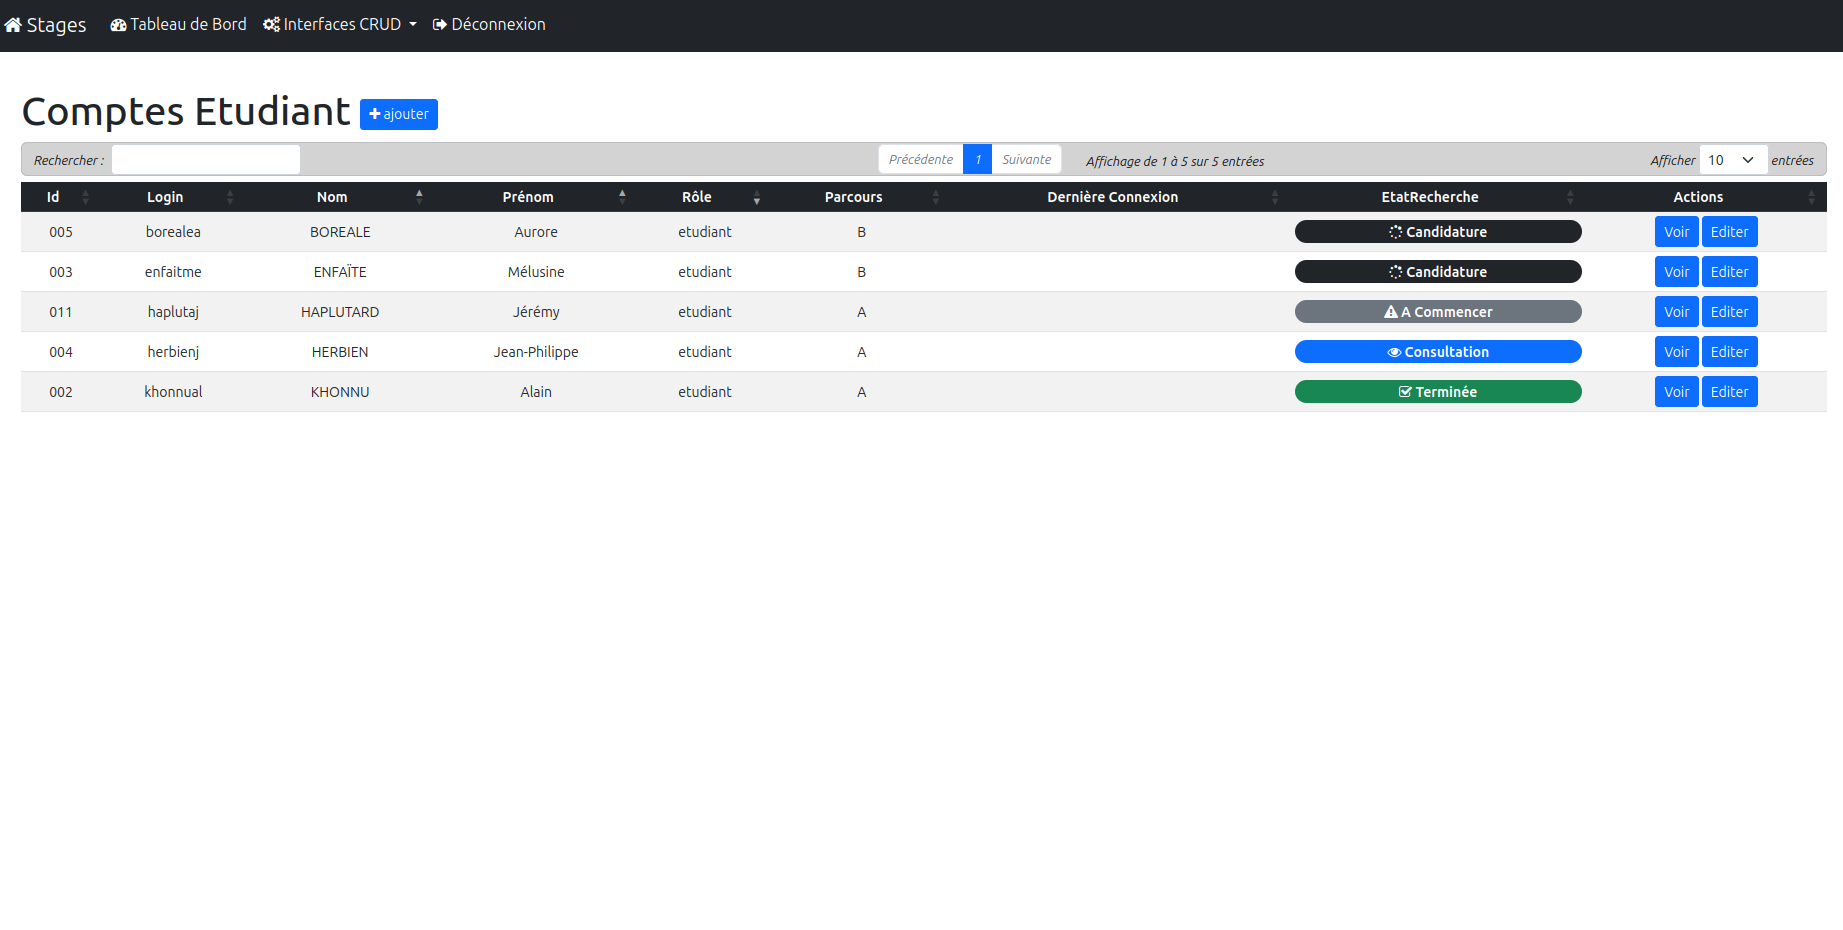 Stages Tableau de Bord Interfaces CRUD Déconnexion
Comptes Etudiant ajouter
Rechercher : Précédente 1 Suivante Affichage de 1 à 5 sur 5 entrées Afficher 10 entrées
Id Login Nom Prénom Rôle Parcours Dernière Connexion EtatRecherche Actions
005 borealea BOREALE Aurore etudiant B Candidature Voir Editer
003 enfaitme ENFAÏTE Mélusine etudiant B Candidature Voir Editer
011 haplutaj HAPLUTARD Jérémy etudiant A A Commencer Voir Editer
004 herbienj HERBIEN Jean-Philippe etudiant A Consultation Voir Editer
002 khonnual KHONNU Alain etudiant A Terminée Voir Editer